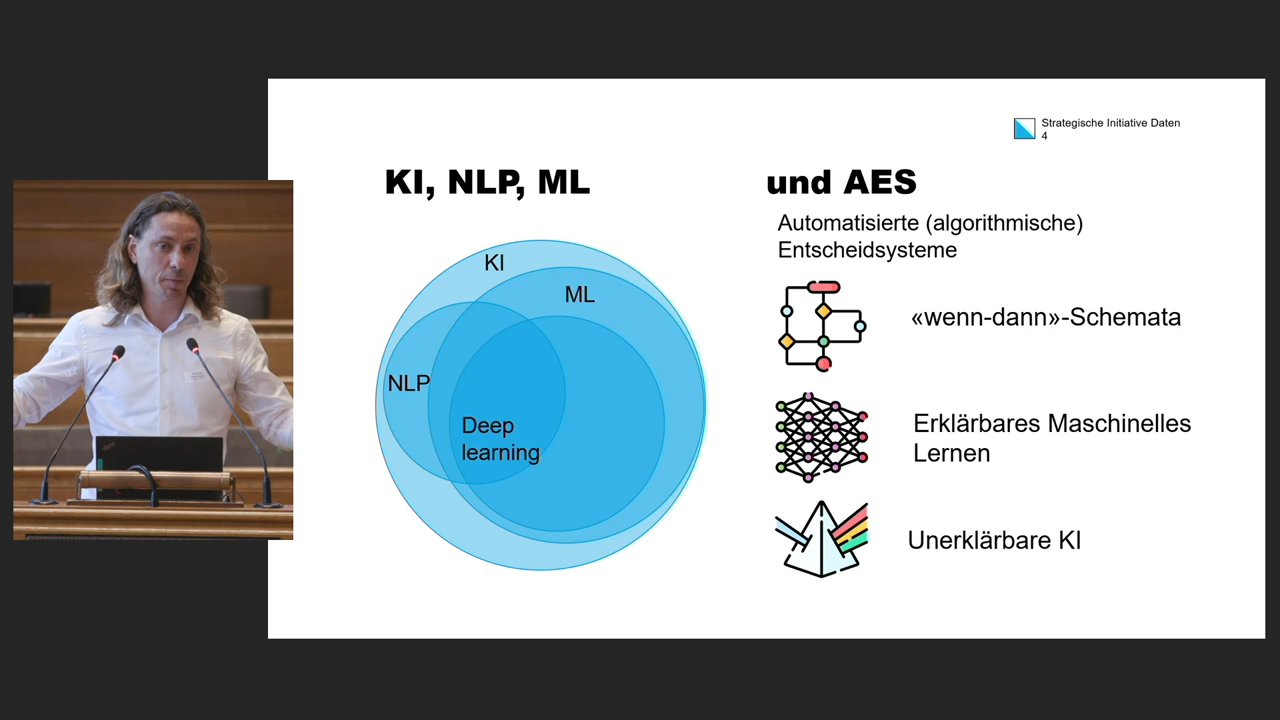 Strategische Initiative Daten
4
KI, NLP, ML
und AES
Automatisierte (algorithmische)
Entscheidsysteme
KI
ML
NLP
Deep
learning
«wenn-dann»-Schemata
Erklärbares Maschinelles
Lernen
Unerklärbare KI